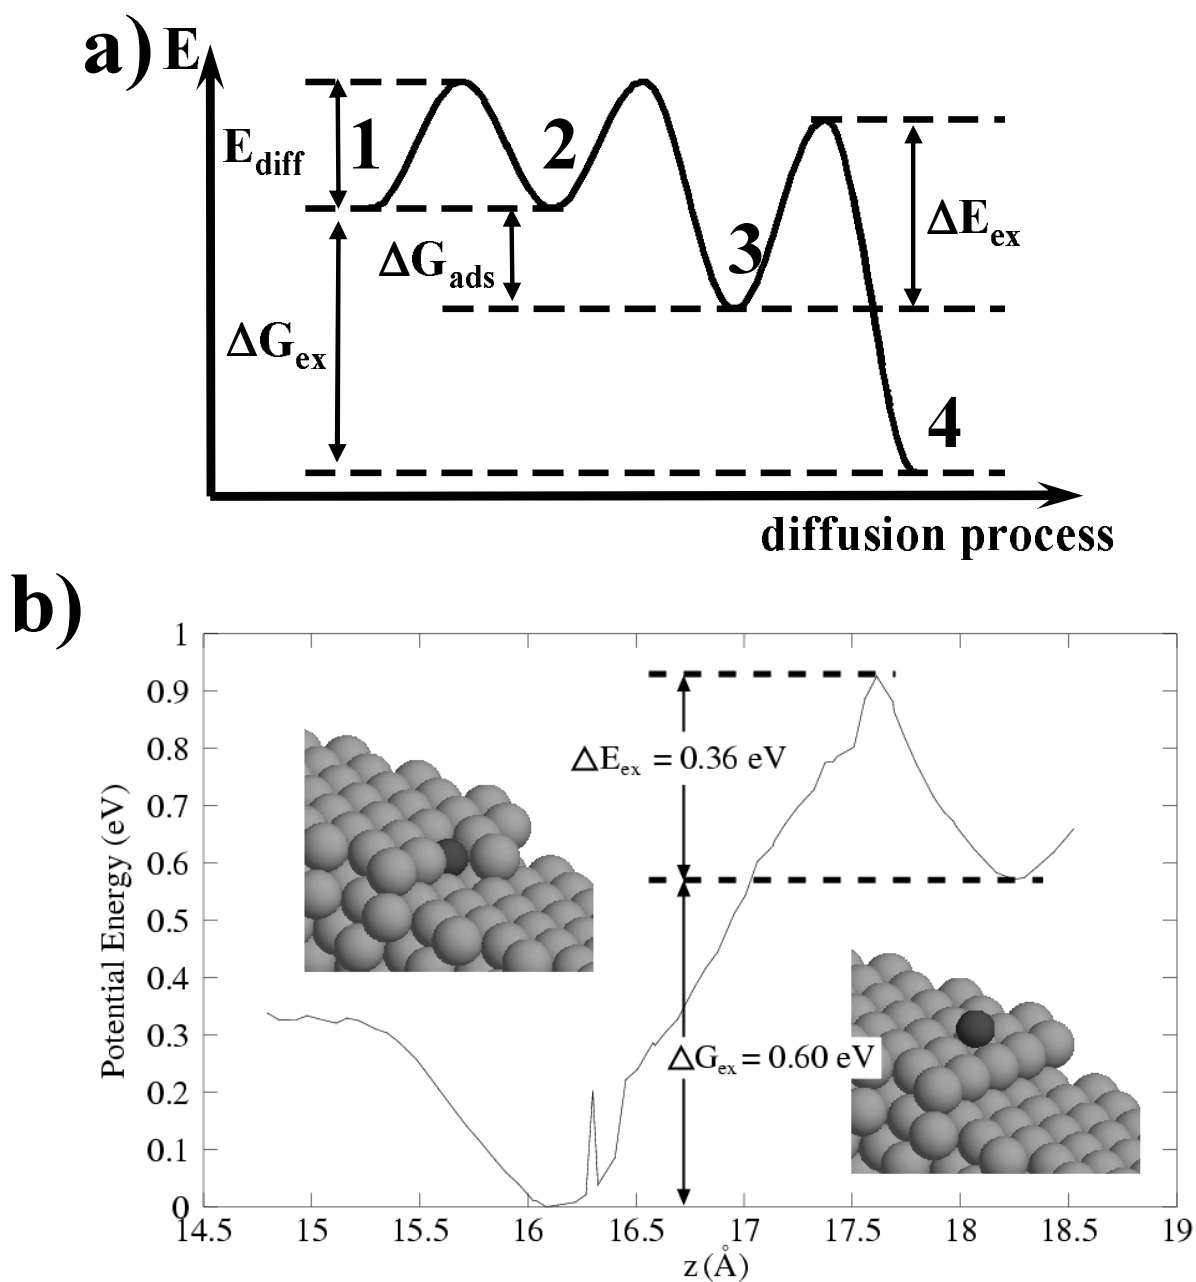 a) E
E_diff
1
2
3
4
ΔG_ads
ΔE_ex
ΔG_ex
diffusion process
b)
1
0.9
0.8
0.7
0.6
0.5
0.4
0.3
0.2
0.1
0
Potential Energy (eV)
ΔE_ex = 0.36 eV
ΔG_ex = 0.60 eV
14.5 15 15.5 16 16.5 17 17.5 18 18.5 19
z (Å)